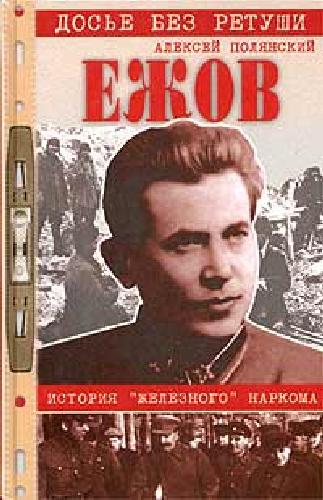 ДОСЬЕ БЕЗ РЕТУШИ
АЛЕКСЕЙ ПОЛЯНСКИЙ
ЕЖОВ
ИСТОРИЯ "ЖЕЛЕЗНОГО" НАРКОМА